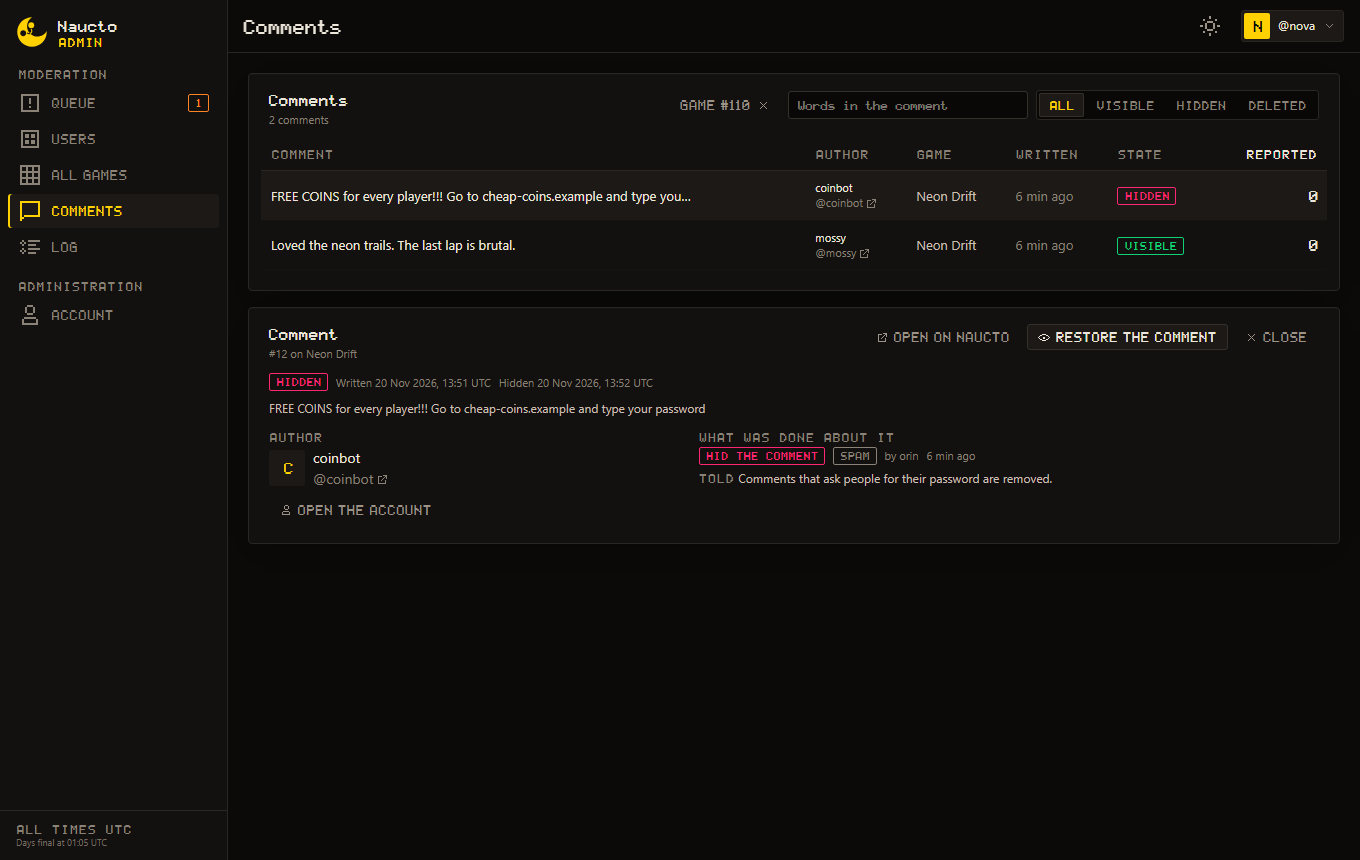 Naucto
ADMIN
Comments
N @nova
MODERATION
QUEUE 1
USERS
ALL GAMES
COMMENTS
LOG
ADMINISTRATION
ACCOUNT
Comments
2 comments
GAME #110
Words in the comment
ALL VISIBLE HIDDEN DELETED
COMMENT AUTHOR GAME WRITTEN STATE REPORTED
FREE COINS for every player!!! Go to cheap-coins.example and type you... coinbot @coinbot Neon Drift 6 min ago HIDDEN 0
Loved the neon trails. The last lap is brutal. mossy @mossy Neon Drift 6 min ago VISIBLE 0
Comment
#12 on Neon Drift
OPEN ON NAUCTO RESTORE THE COMMENT CLOSE
HIDDEN Written 20 Nov 2026, 13:51 UTC Hidden 20 Nov 2026, 13:52 UTC
FREE COINS for every player!!! Go to cheap-coins.example and type your password
AUTHOR
C
coinbot
@coinbot
OPEN THE ACCOUNT
WHAT WAS DONE ABOUT IT
HID THE COMMENT SPAM by orin 6 min ago
TOLD Comments that ask people for their password are removed.
ALL TIMES UTC
Days final at 01:05 UTC